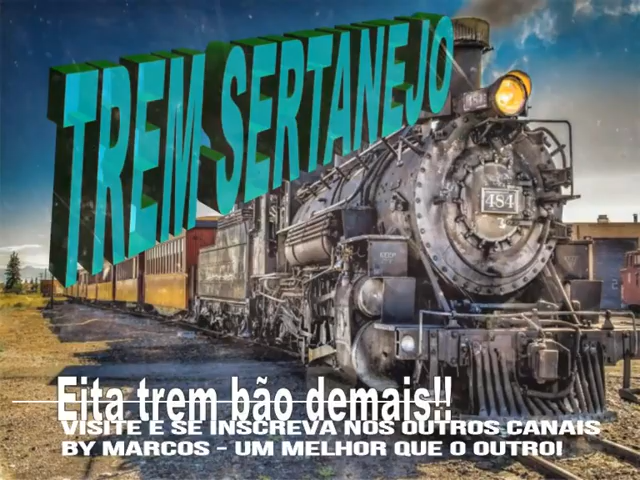 TREM SERTANEJO
484
484
Eita trem bão demais!!
VISITE E SE INSCREVA NOS OUTROS CANAIS
BY MARCOS - UM MELHOR QUE O OUTRO!